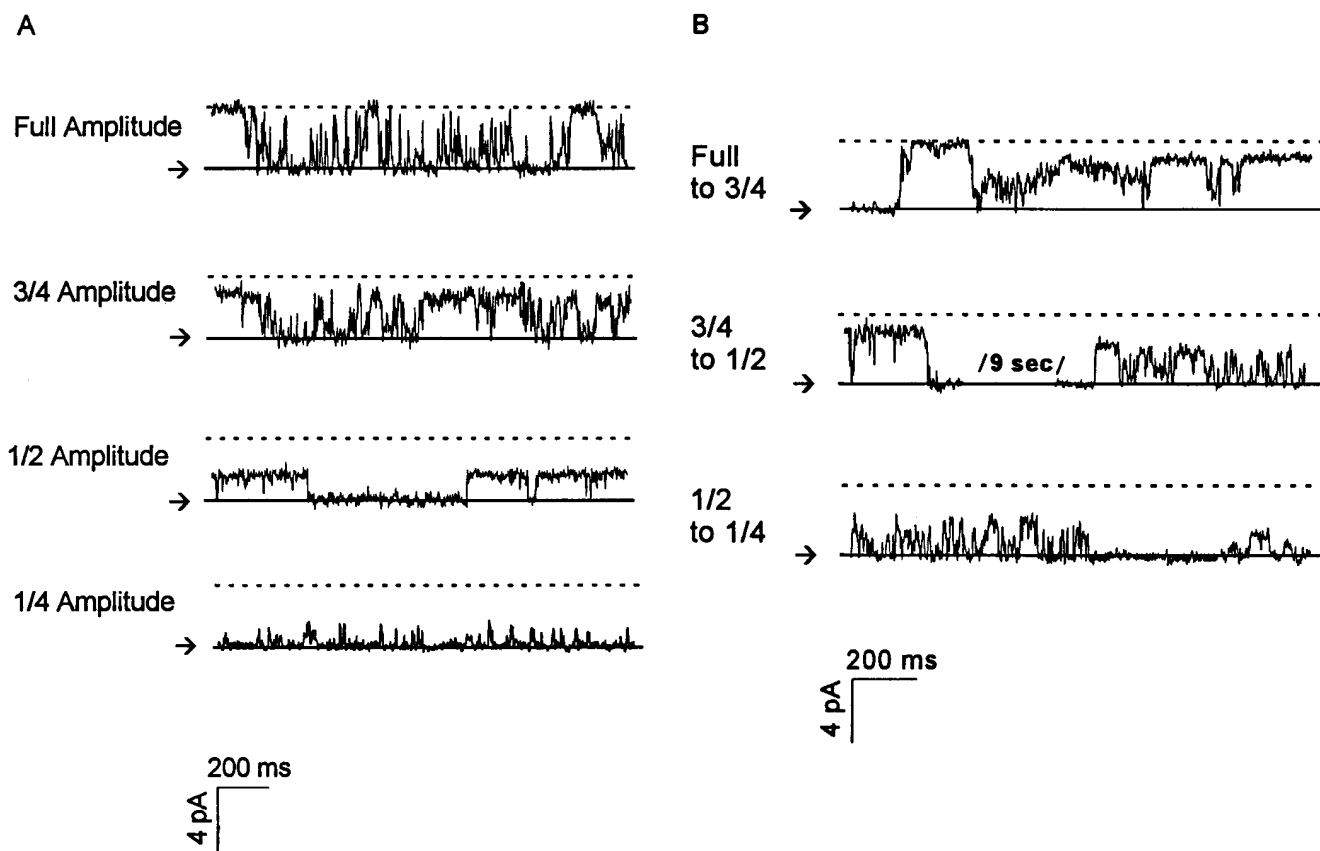 A
Full Amplitude
3/4 Amplitude
1/2 Amplitude
1/4 Amplitude
200 ms
4 pA
B
Full
to 3/4
3/4
to 1/2
/9 sec/
1/2
to 1/4
200 ms
4 pA